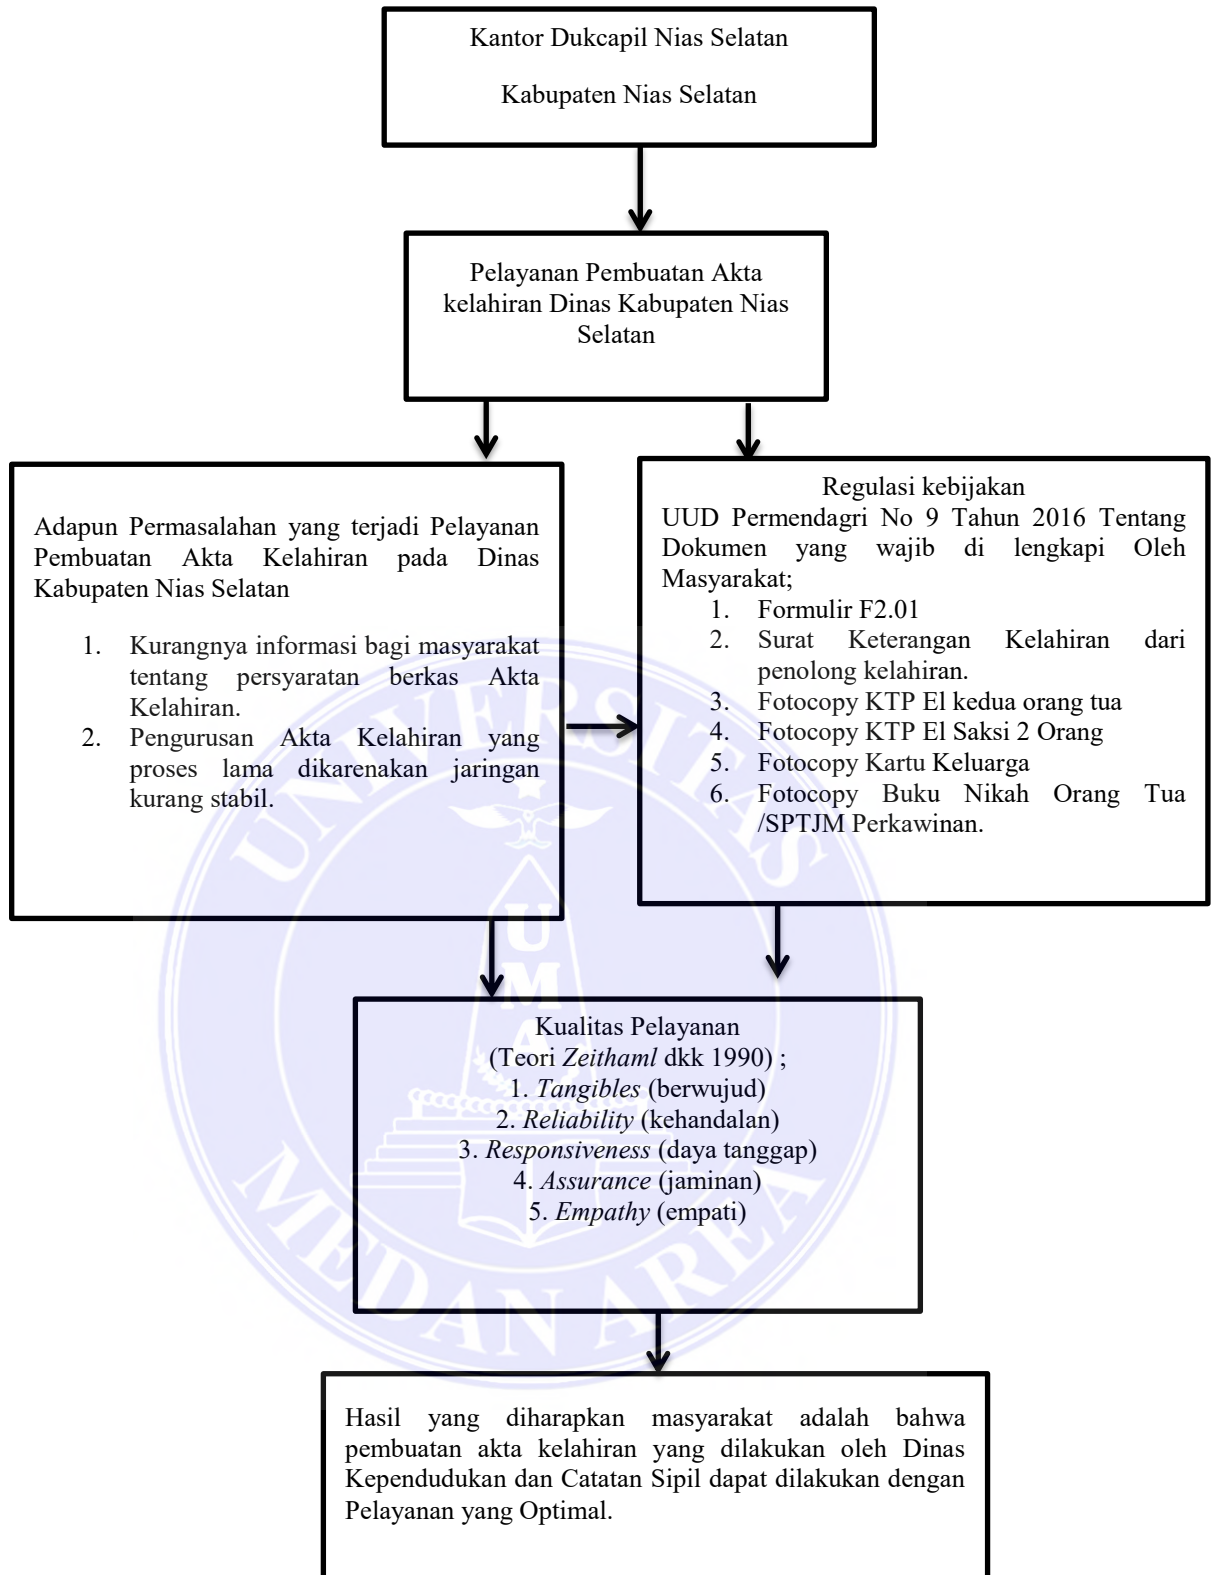 Kantor Dukcapil Nias Selatan
Kabupaten Nias Selatan
Pelayanan Pembuatan Akta
kelahiran Dinas Kabupaten Nias
Selatan
Adapun Permasalahan yang terjadi Pelayanan
Pembuatan Akta Kelahiran pada Dinas
Kabupaten Nias Selatan
1. Kurangnya informasi bagi masyarakat
tentang persyaratan berkas Akta
Kelahiran.
2. Pengurusan Akta Kelahiran yang
proses lama dikarenakan jaringan
kurang stabil.
Regulasi kebijakan
UUD Permendagri No 9 Tahun 2016 Tentang
Dokumen yang wajib di lengkapi Oleh
Masyarakat;
1. Formulir F2.01
2. Surat Keterangan Kelahiran dari
penolong kelahiran.
3. Fotocopy KTP El kedua orang tua
4. Fotocopy KTP El Saksi 2 Orang
5. Fotocopy Kartu Keluarga
6. Fotocopy Buku Nikah Orang Tua
/SPTJM Perkawinan.
Kualitas Pelayanan
(Teori Zeithaml dkk 1990) ;
1. Tangibles (berwujud)
2. Reliability (kehandalan)
3. Responsiveness (daya tanggap)
4. Assurance (jaminan)
5. Empathy (empati)
Hasil yang diharapkan masyarakat adalah bahwa
pembuatan akta kelahiran yang dilakukan oleh Dinas
Kependudukan dan Catatan Sipil dapat dilakukan dengan
Pelayanan yang Optimal.
UNIVERSITAS
UMA
MEDAN AREA